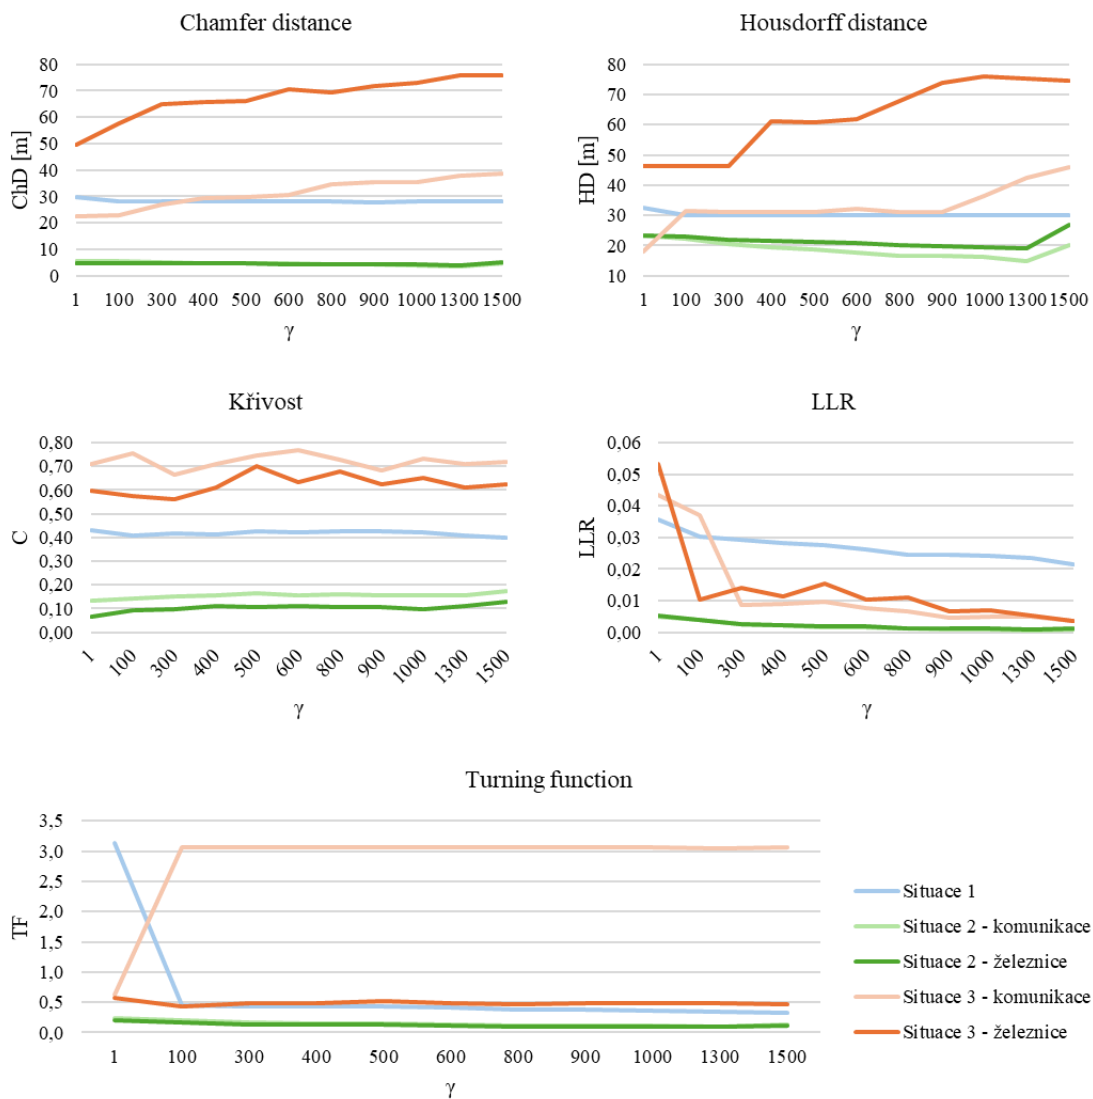 Chamfer distance
80
70
60
50
40
30
20
10
0
ChD [m]
1 100 300 400 500 600 800 900 1000 1300 1500
γ
Housdorff distance
80
70
60
50
40
30
20
10
HD [m]
1 100 300 400 500 600 800 900 1000 1300 1500
γ
Křivost
0,80
0,70
0,60
0,50
0,40
0,30
0,20
0,10
0,00
C
1 100 300 400 500 600 800 900 1000 1300 1500
γ
LLR
0,06
0,05
0,04
0,03
0,02
0,01
0,00
LLR
1 100 300 400 500 600 800 900 1000 1300 1500
γ
Turning function
3,5
3,0
2,5
2,0
1,5
1,0
0,5
0,0
TF
1 100 300 400 500 600 800 900 1000 1300 1500
γ
Situace 1
Situace 2 - komunikace
Situace 2 - železnice
Situace 3 - komunikace
Situace 3 - železnice